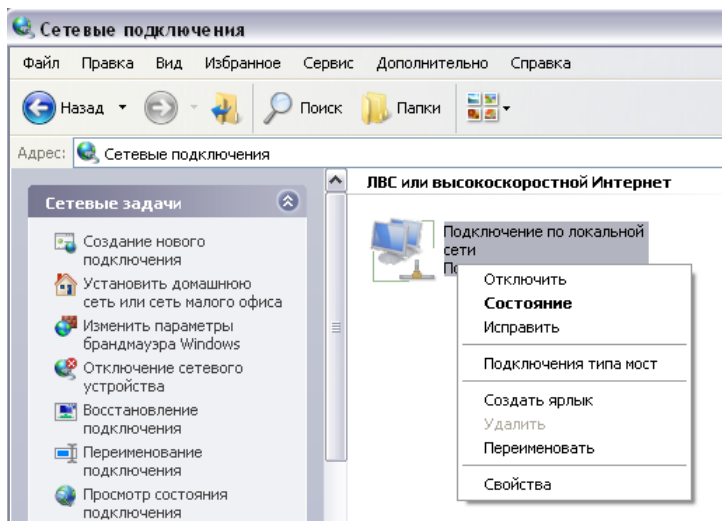 Сетевые подключения
Файл Правка Вид Избранное Сервис Дополнительно Справка
Назад Поиск Папки
Адрес: Сетевые подключения
Сетевые задачи
Создание нового
подключения
Установить домашнюю
сеть или сеть малого офиса
Изменить параметры
брандмауэра Windows
Отключение сетевого
устройства
Восстановление
подключения
Переименование
подключения
Просмотр состояния
подключения
ЛВС или высокоскоростной Интернет
Подключение по локальной
сети
Отключить
Состояние
Исправить
Подключения типа мост
Создать ярлык
Удалить
Переименовать
Свойства